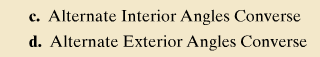 c. Alternate Interior Angles Converse
d. Alternate Exterior Angles Converse